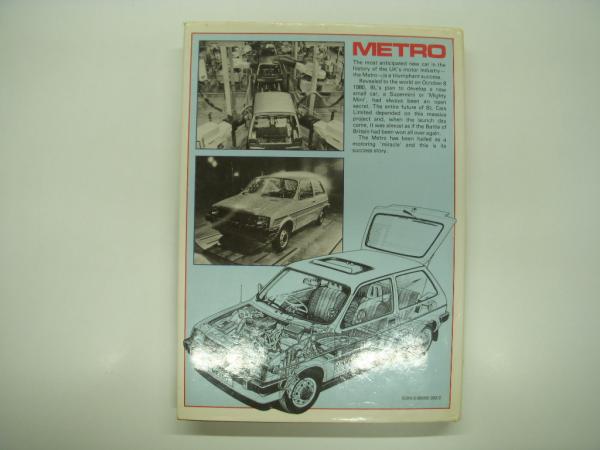 METRO
The most anticipated new car in the
history of the UK's motor industry—
the Metro—is a triumphant success.
Revealed to the world on October 8
1980, BL's plan to develop a new
small car, a Supermini or 'Mighty
Mini', had always been an open
secret. The entire future of BL Cars
Limited depended on this massive
project and, when the launch day
came, it was almost as if the Battle of
Britain had been won all over again.
The Metro has been hailed as a
motoring 'miracle' and this is its
success story.
ISBN 0